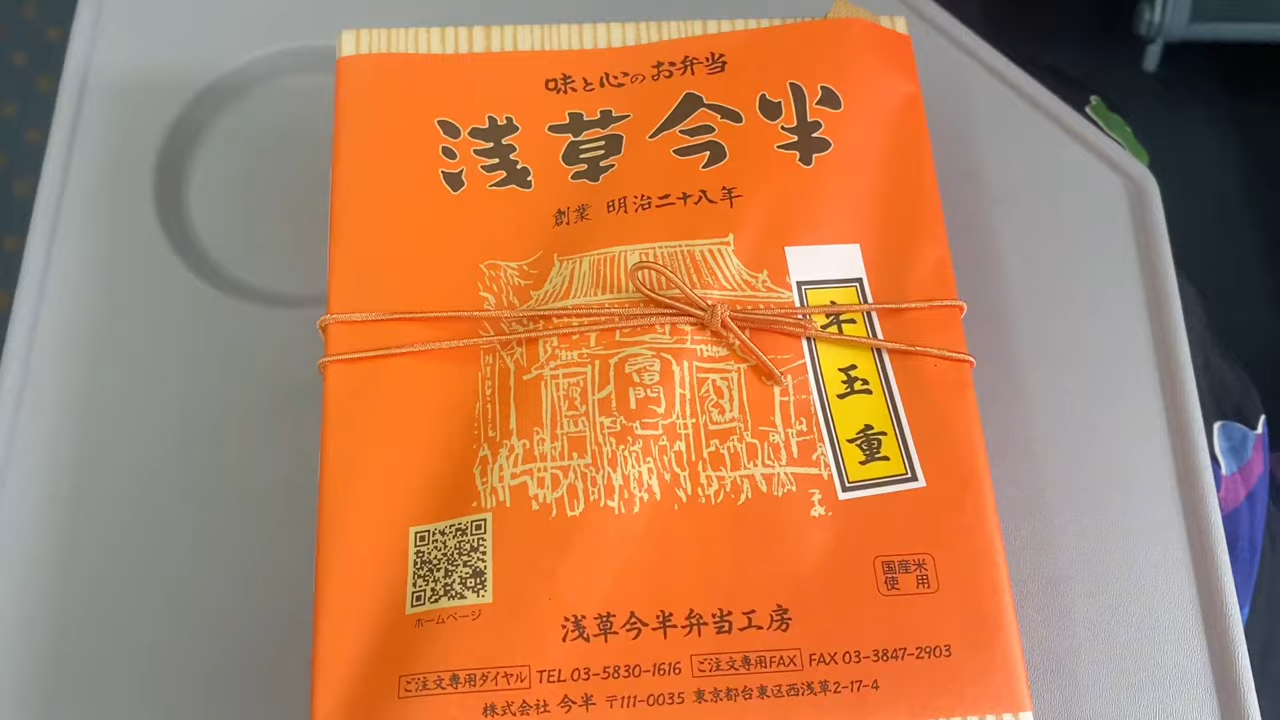 味と心のお弁当
浅草今半
創業 明治二十八年
雷門
牛玉重
ホームページ
国産米
使用
浅草今半弁当工房
ご注文専用ダイヤル TEL 03-5830-1616 ご注文専用FAX FAX 03-3847-2903
株式会社 今半 〒111-0035 東京都台東区西浅草2-17-4